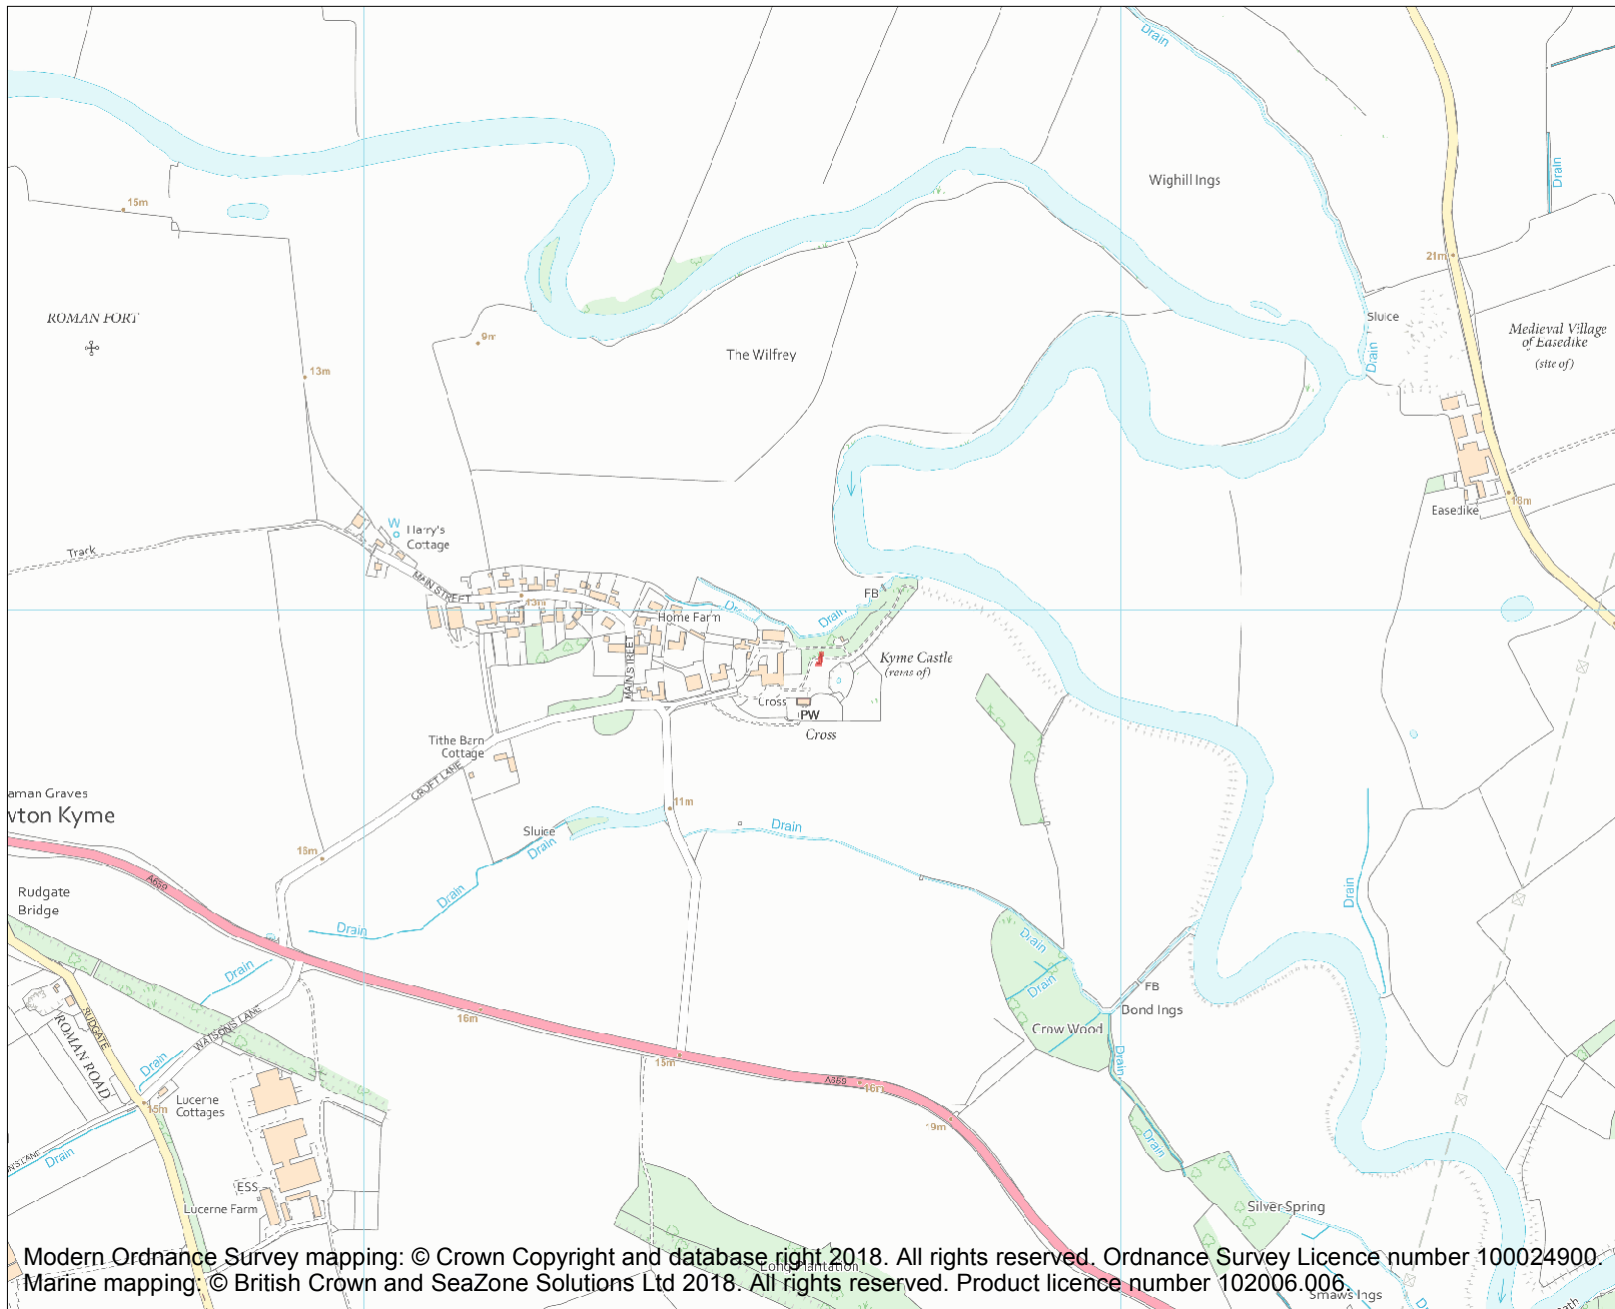 Drain
Wighill Ings
Drain
15m
21m
ROMAN FORT
Sluice
Medieval Village
of Easedike
(site of)
9m
The Wilfrey
Drain
13m
18m
Easedike
W
Harry's
Cottage
Track
MAIN STREET
13m
FB
Drain
Home Farm
MAIN STREET
Kyme Castle
(rems of)
Cross
PW
Cross
Tithe Barn
Cottage
CROFT LANE
aman Graves
wton Kyme
11m
Sluice
Drain
Drain
15m
A659
Rudgate
Bridge
Drain
Drain
Drain
Drain
Drain
Drain
FB
Bond Ings
Crow Wood
Drain
WATSONS LANE
RUDGATE
ROMAN ROAD
16m
15m
A659
16m
19m
Drain
Lucerne
Cottages
15m
Drain
Drain
ESS
Lucerne Farm
Silver Spring
Long Plantation
Smaws Ings
Modern Ordnance Survey mapping: © Crown Copyright and database right 2018. All rights reserved. Ordnance Survey Licence number 100024900.
Marine mapping: © British Crown and SeaZone Solutions Ltd 2018. All rights reserved. Product licence number 102006.006.